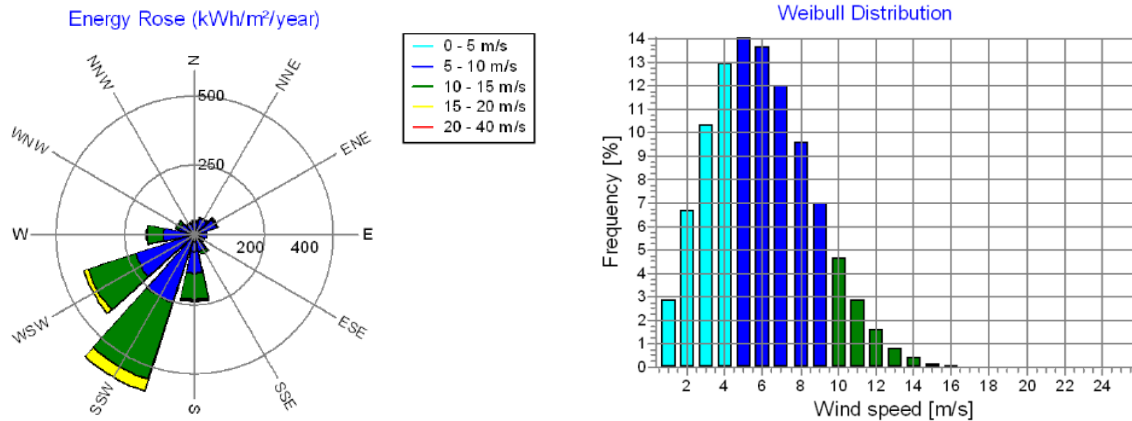 Energy Rose (kWh/m²/year)
N
NNE
ENE
E
ESE
SSE
S
SSW
WSW
W
WNW
NNW
500
250
200 400
0 - 5 m/s
5 - 10 m/s
10 - 15 m/s
15 - 20 m/s
20 - 40 m/s
Weibull Distribution
Frequency [%]
14
13
12
11
10
9
8
7
6
5
4
3
2
1
0
2 4 6 8 10 12 14 16 18 20 22 24
Wind speed [m/s]